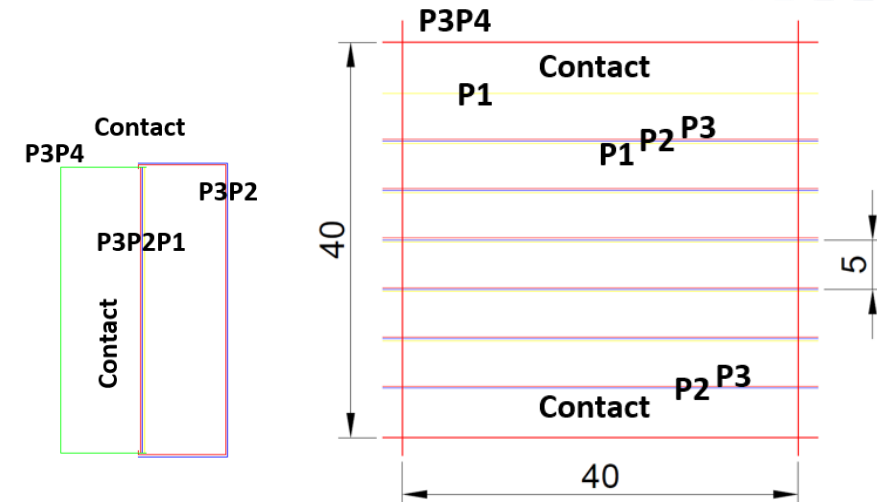 Contact
P3P4
P3P2
P3P2P1
Contact
P3P4
Contact
P1
P1 P2 P3
40
5
P2 P3
Contact
40